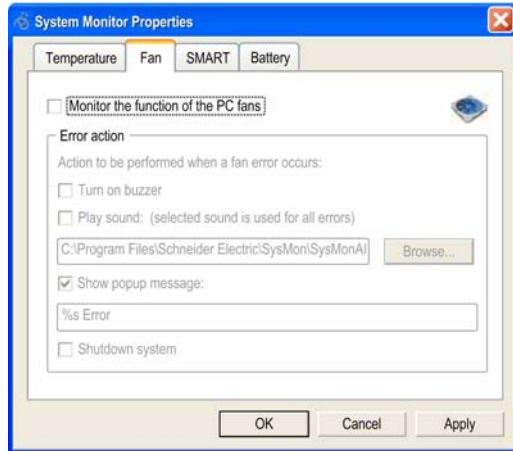 System Monitor Properties
Temperature Fan SMART Battery
Monitor the function of the PC fans
Error action
Action to be performed when a fan error occurs:
Turn on buzzer
Play sound: (selected sound is used for all errors)
C:\Program Files\Schneider Electric\SysMon\SysMonAl Browse...
Show popup message:
%s Error
Shutdown system
OK Cancel Apply